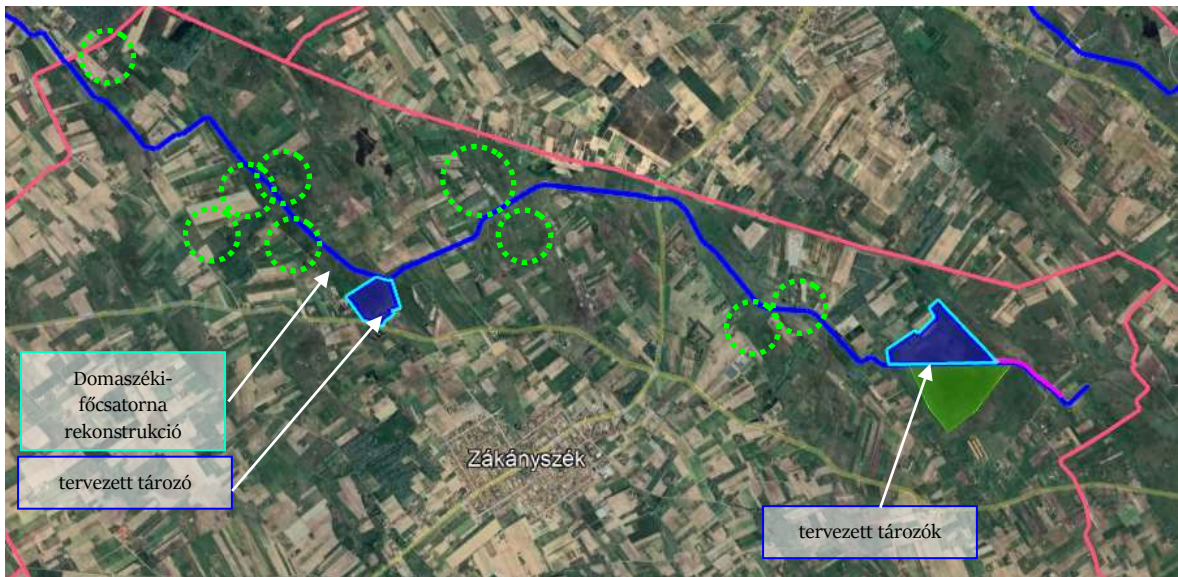 Domaszéki-
főcsatorna
rekonstrukció
tervezett tározó
Zákányszék
tervezett tározók